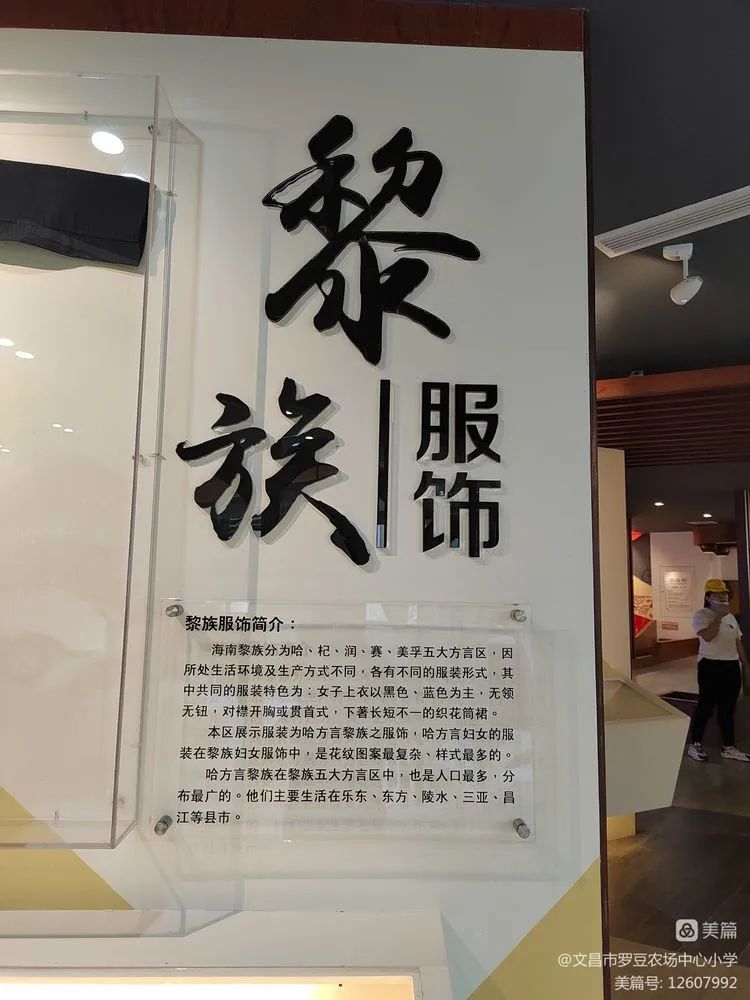 黎
族
服
饰
黎族服饰简介：
海南黎族分为哈、杞、润、赛、美孚五大方言区，因
所处生活环境及生产方式不同，各有不同的服装形式，其
中共同的服装特色为：女子上衣以黑色、蓝色为主，无领
无钮，对襟开胸或贯首式，下著长短不一的织花筒裙。
本区展示服装为哈方言黎族之服饰，哈方言妇女的服
装在黎族妇女服饰中，是花纹图案最复杂、样式最多的。
哈方言黎族在黎族五大方言区中，也是人口最多，分
布最广的。他们主要生活在乐东、东方、陵水、三亚、昌
江等县市。
美篇
@文昌市罗豆农场中心小学
美篇号: 12607992